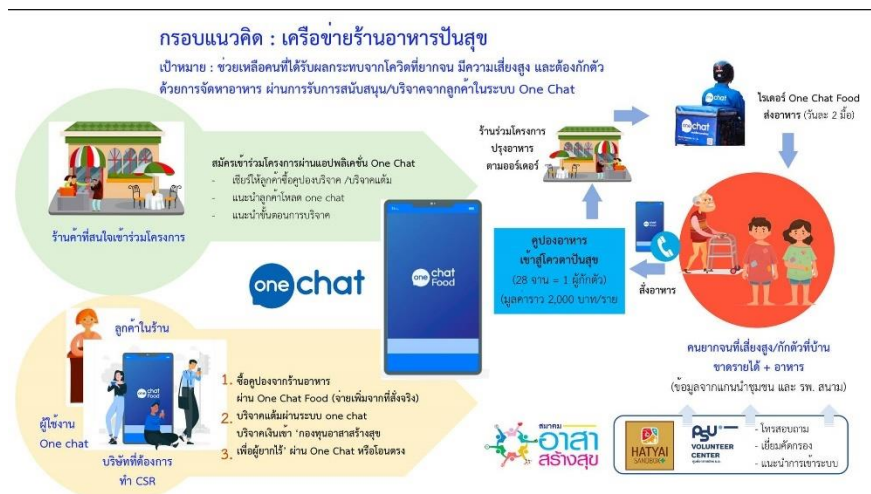 กรอบแนวคิด : เครือข่ายร้านอาหารปันสุข
เป้าหมาย : ช่วยเหลือคนที่ได้รับผลกระทบจากโควิดที่ยากจน มีความเสี่ยงสูง และต้องกักตัว
ด้วยการจัดหาอาหาร ผ่านการรับการสนับสนุน/บริจาคจากลูกค้าในระบบ One Chat
สมัครเข้าร่วมโครงการผ่านแอปพลิเคชั่น One Chat
- เชียร์ให้ลูกค้าซื้อคูปองบริจาค /บริจาคแต้ม
- แนะนำลูกค้าโหลด one chat
- แนะนำขั้นตอนการบริจาค
ร้านค้าที่สนใจเข้าร่วมโครงการ
one chat
one chat
Food
ลูกค้าในร้าน
ผู้ใช้งาน
One chat
one chat
Food
บริษัทที่ต้องการ
ทำ CSR
1. ซื้อคูปองจากร้านอาหาร
ผ่าน One Chat Food (จ่ายเพิ่มจากที่สั่งจริง)
2. บริจาคแต้มผ่านระบบ one chat
บริจาคเงินเข้า 'กองทุนอาสาสร้างสุข
3. เพื่อผู้ยากไร้' ผ่าน One Chat หรือโอนตรง
ร้านร่วมโครงการ
ปรุงอาหาร
ตามออร์เดอร์
onechat
ไรเดอร์ One Chat Food
ส่งอาหาร (วันละ 2 มื้อ)
คูปองอาหาร
เข้าสู่โควตาปันสุข
(28 จาน = 1 ผู้กักตัว)
(มูลค่าราว 2,000 บาท/ราย
สั่งอาหาร
คนยากจนที่เสี่ยงสูง/กักตัวที่บ้าน
ขาดรายได้ + อาหาร
(ข้อมูลจากแกนนำชุมชน และ รพ. สนาม)
สมาคม
อาสา
สร้างสุข
HATYAI
SANDBOX+
PSU
VOLUNTEER
CENTER
- โทรสอบถาม
- เยี่ยมคัดกรอง
- แนะนำการเข้าระบบ